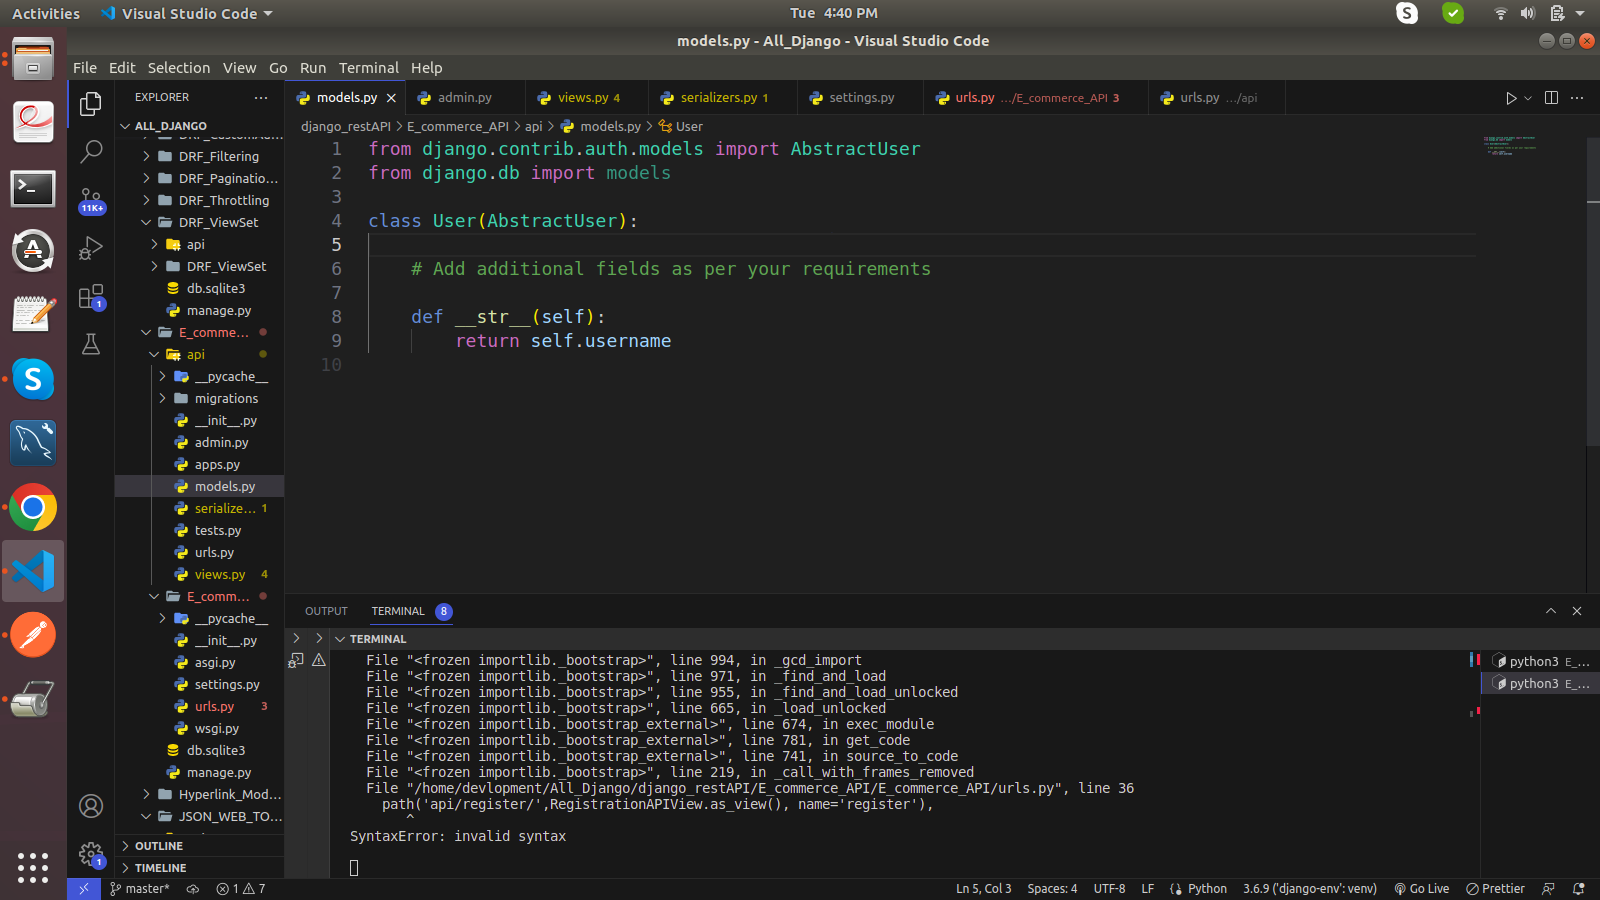 Activities
Visual Studio Code
Tue 4:40 PM
models.py - All_Django - Visual Studio Code
File Edit Selection View Go Run Terminal Help
EXPLORER
models.py
admin.py
views.py 4
serializers.py 1
settings.py
urls.py .../E_commerce_API 3
urls.py .../api
django_restAPI > E_commerce_API > api > models.py > User
ALL_DJANGO
DRF_Filtering
DRF_Paginatio...
DRF_Throttling
DRF_ViewSet
api
DRF_ViewSet
db.sqlite3
manage.py
E_comme...
api
__pycache__
migrations
__init__.py
admin.py
apps.py
models.py
serialize... 1
tests.py
urls.py
views.py 4
E_comm...
__pycache__
__init__.py
asgi.py
settings.py
urls.py 3
wsgi.py
db.sqlite3
manage.py
Hyperlink_Mod...
JSON_WEB_TO...
OUTLINE
TIMELINE
11K+
1
1
1 from django.contrib.auth.models import AbstractUser
2 from django.db import models
3
4 class User(AbstractUser):
5
6 # Add additional fields as per your requirements
7
8 def __str__(self):
9 return self.username
10
OUTPUT TERMINAL 8
TERMINAL
File "<frozen importlib._bootstrap>", line 994, in _gcd_import
File "<frozen importlib._bootstrap>", line 971, in _find_and_load
File "<frozen importlib._bootstrap>", line 955, in _find_and_load_unlocked
File "<frozen importlib._bootstrap>", line 665, in _load_unlocked
File "<frozen importlib._bootstrap_external>", line 674, in exec_module
File "<frozen importlib._bootstrap_external>", line 781, in get_code
File "<frozen importlib._bootstrap_external>", line 741, in source_to_code
File "<frozen importlib._bootstrap>", line 219, in _call_with_frames_removed
File "/home/devlopment/All_Django/django_restAPI/E_commerce_API/E_commerce_API/urls.py", line 36
path('api/register/',RegistrationAPIView.as_view(), name='register'),
^
SyntaxError: invalid syntax
python3 E_...
python3 E_...
master*
1 7
Ln 5, Col 3
Spaces: 4
UTF-8
LF
Python
3.6.9 ('django-env': venv)
Go Live
Prettier